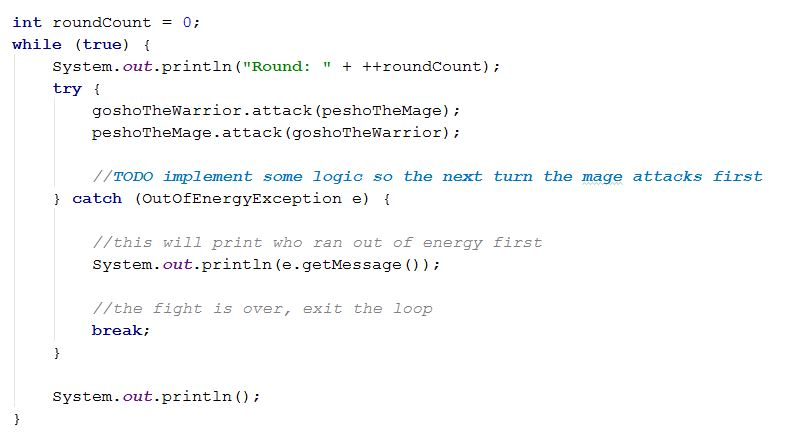 int roundCount = 0;
while (true) {
    System.out.println("Round: " + ++roundCount);
    try {
        goshoTheWarrior.attack(peshoTheMage);
        peshoTheMage.attack(goshoTheWarrior);

        //TODO implement some logic so the next turn the mage attacks first
    } catch (OutOfEnergyException e) {

        //this will print who ran out of energy first
        System.out.println(e.getMessage());

        //the fight is over, exit the loop
        break;
    }

    System.out.println();
}